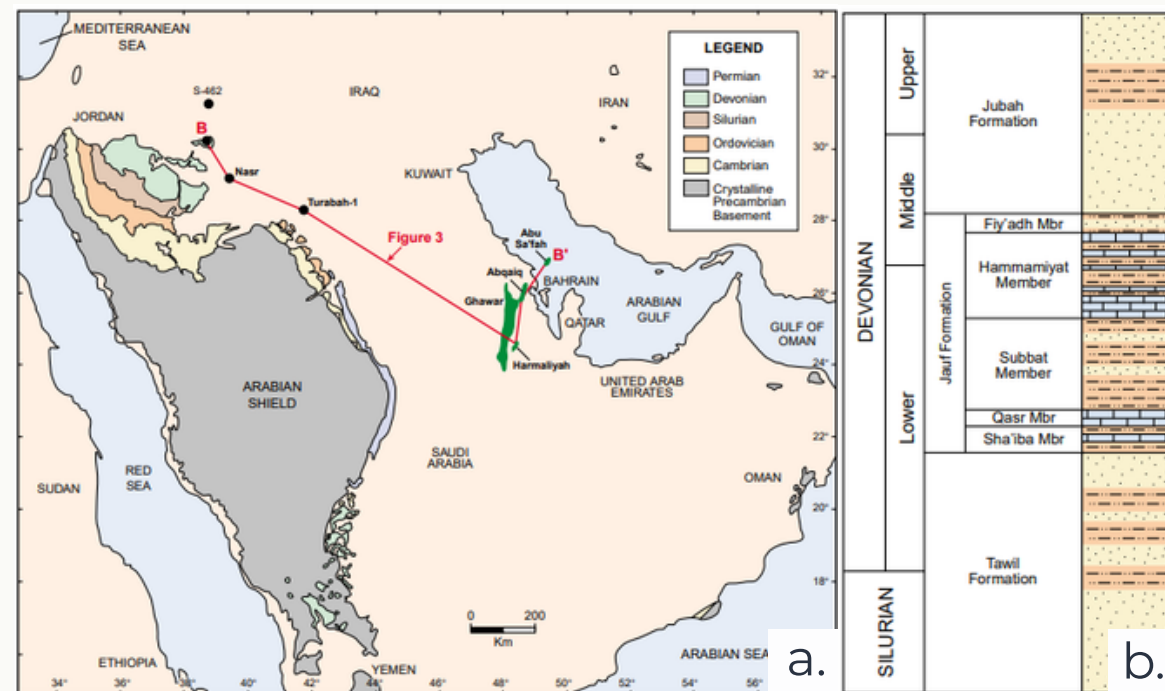 MEDITERRANEAN
SEA
S-462
IRAQ
IRAN
JORDAN
B
Nasr
KUWAIT
Turabah-1
Figure 3
Abu
Sa'fah
B'
Abqaiq
BAHRAIN
Ghawar
QATAR
ARABIAN
GULF
GULF OF
OMAN
Harmaliyah
UNITED ARAB
EMIRATES
ARABIAN
SHIELD
SAUDI
ARABIA
OMAN
RED
SEA
SUDAN
0 200
Km
ETHIOPIA
YEMEN
ARABIAN SEA
LEGEND
Permian
Devonian
Silurian
Ordovician
Cambrian
Crystalline
Precambrian
Basement
32°
30°
28°
26°
24°
22°
20°
18°
34° 36° 38° 40° 42° 44° 46° 48° 50° 52° 54° 56°
a.
DEVONIAN
SILURIAN
Upper
Middle
Lower
Jubah
Formation
Jauf Formation
Fiy'adh Mbr
Hammamiyat
Member
Subbat
Member
Qasr Mbr
Sha'iba Mbr
Tawil
Formation
b.